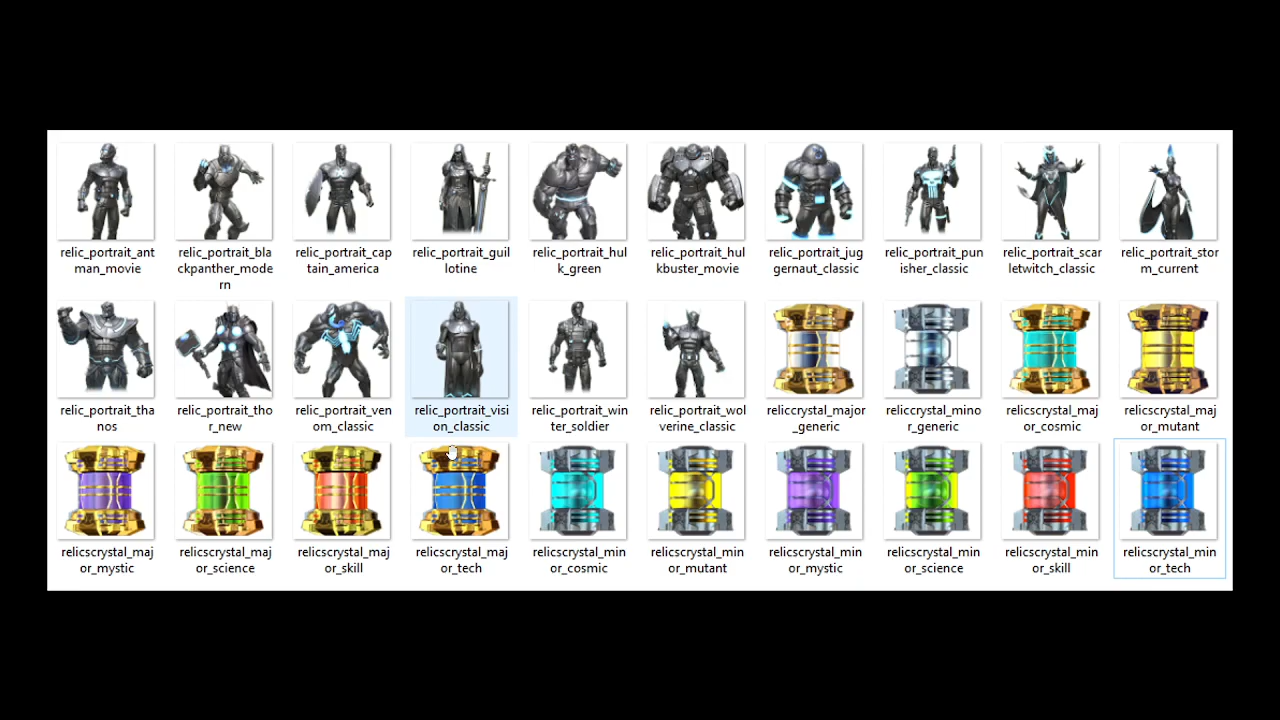 relic_portrait_ant
man_movie
relic_portrait_bla
ckpanther_mode
rn
relic_portrait_cap
tain_america
relic_portrait_guil
lotine
relic_portrait_hul
k_green
relic_portrait_hul
kbuster_movie
relic_portrait_jug
gernaut_classic
relic_portrait_pun
isher_classic
relic_portrait_scar
letwitch_classic
relic_portrait_stor
m_current
relic_portrait_tha
nos
relic_portrait_tho
r_new
relic_portrait_ven
om_classic
relic_portrait_visi
on_classic
relic_portrait_win
ter_soldier
relic_portrait_wol
verine_classic
reliccrystal_major
_generic
reliccrystal_mino
r_generic
relicscrystal_maj
or_cosmic
relicscrystal_maj
or_mutant
relicscrystal_maj
or_mystic
relicscrystal_maj
or_science
relicscrystal_maj
or_skill
relicscrystal_maj
or_tech
relicscrystal_min
or_cosmic
relicscrystal_min
or_mutant
relicscrystal_min
or_mystic
relicscrystal_min
or_science
relicscrystal_min
or_skill
relicscrystal_min
or_tech